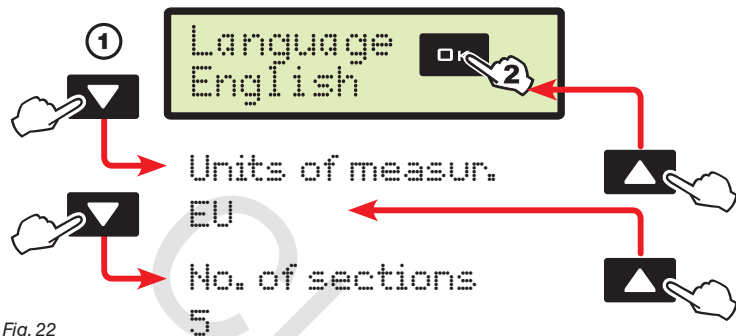 1
Language
English
OK
2
Units of measur.
EU
No. of sections
5
Fig. 22